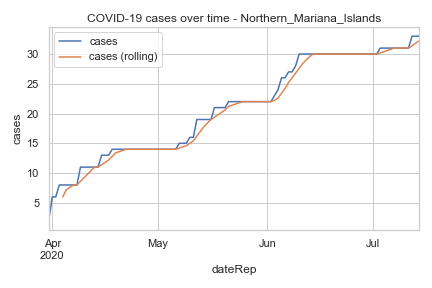 COVID-19 cases over time - Northern_Mariana_Islands
cases
cases (rolling)
30
25
20
15
10
5
cases
Apr
2020
May
Jun
Jul
dateRep